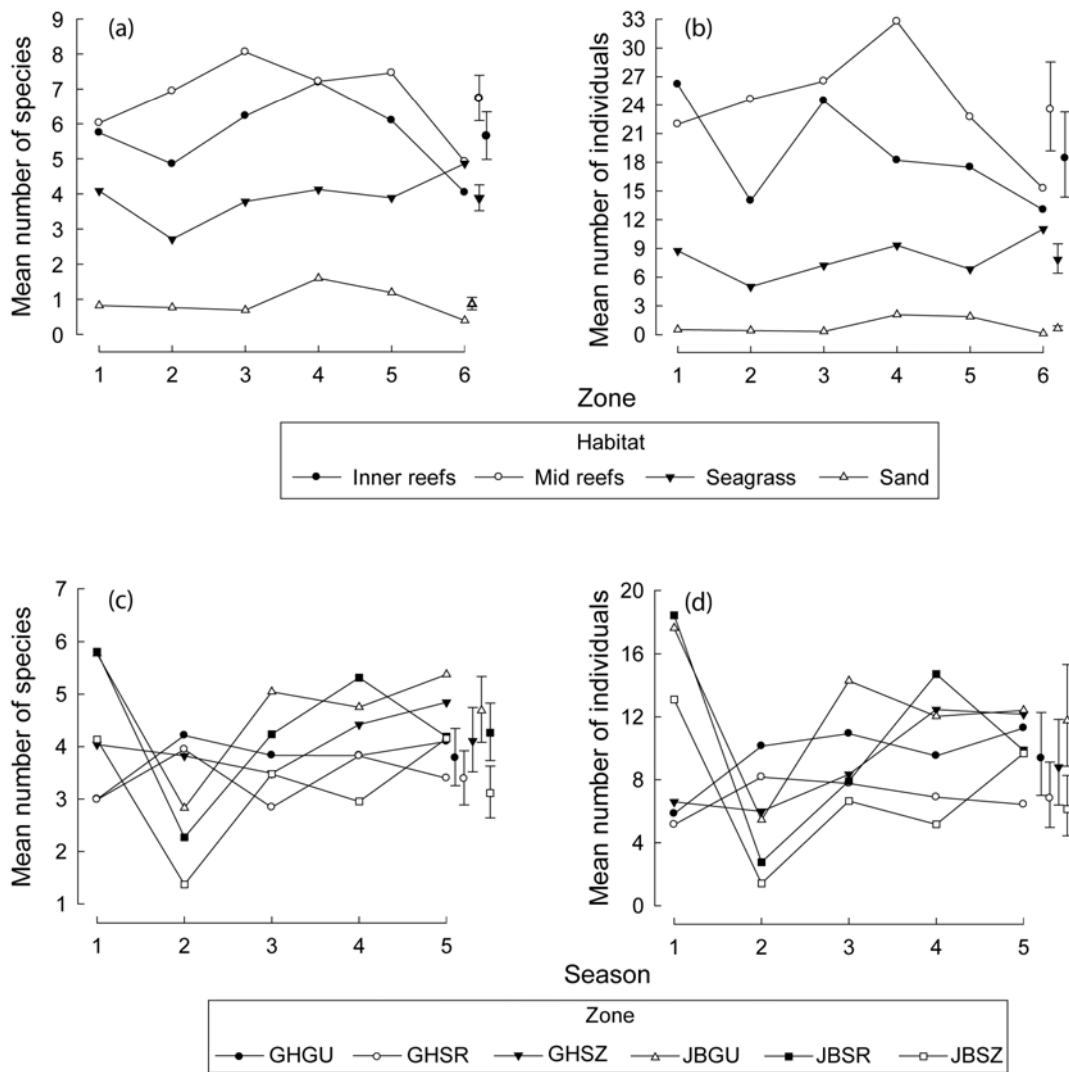 (a)
Mean number of species
9
8
7
6
5
4
3
2
1
0
1 2 3 4 5 6
(b)
Mean number of individuals
33
30
27
24
21
18
15
12
9
6
3
0
1 2 3 4 5 6
Zone
Habitat
Inner reefs Mid reefs Seagrass Sand
(c)
Mean number of species
7
6
5
4
3
2
1
1 2 3 4 5
(d)
Mean number of individuals
20
16
12
8
4
0
1 2 3 4 5
Season
Zone
GHGU GHSR GHSZ JBGU JBSR JBSZ